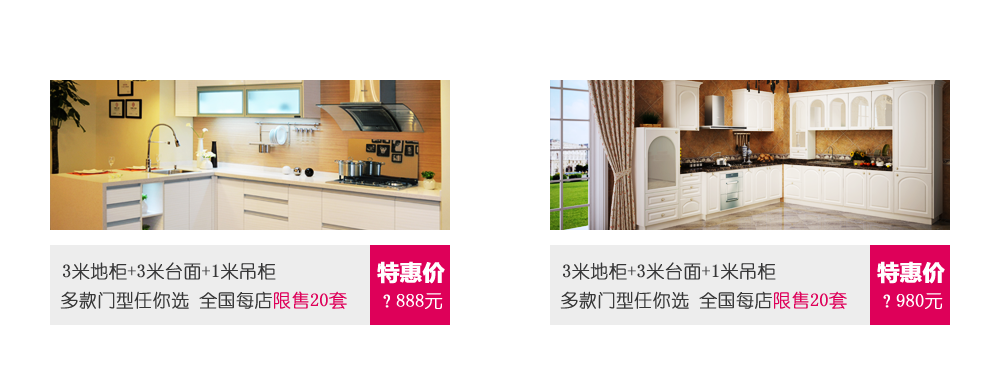 3米地柜+3米台面+1米吊柜
多款门型任你选 全国每店限售20套
特惠价
?888元
3米地柜+3米台面+1米吊柜
多款门型任你选 全国每店限售20套
特惠价
?980元